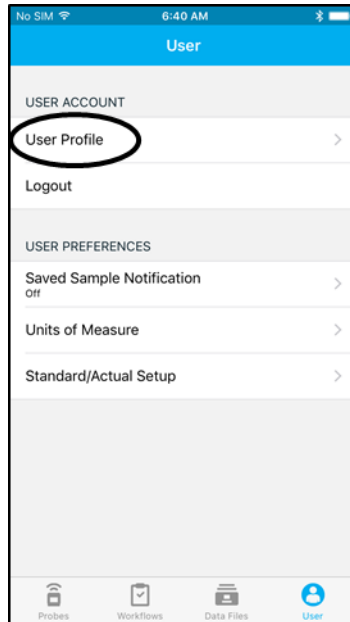 No SIM 6:40 AM
User
USER ACCOUNT
User Profile
Logout
USER PREFERENCES
Saved Sample Notification
Off
Units of Measure
Standard/Actual Setup
Probes Workflows Data Files User